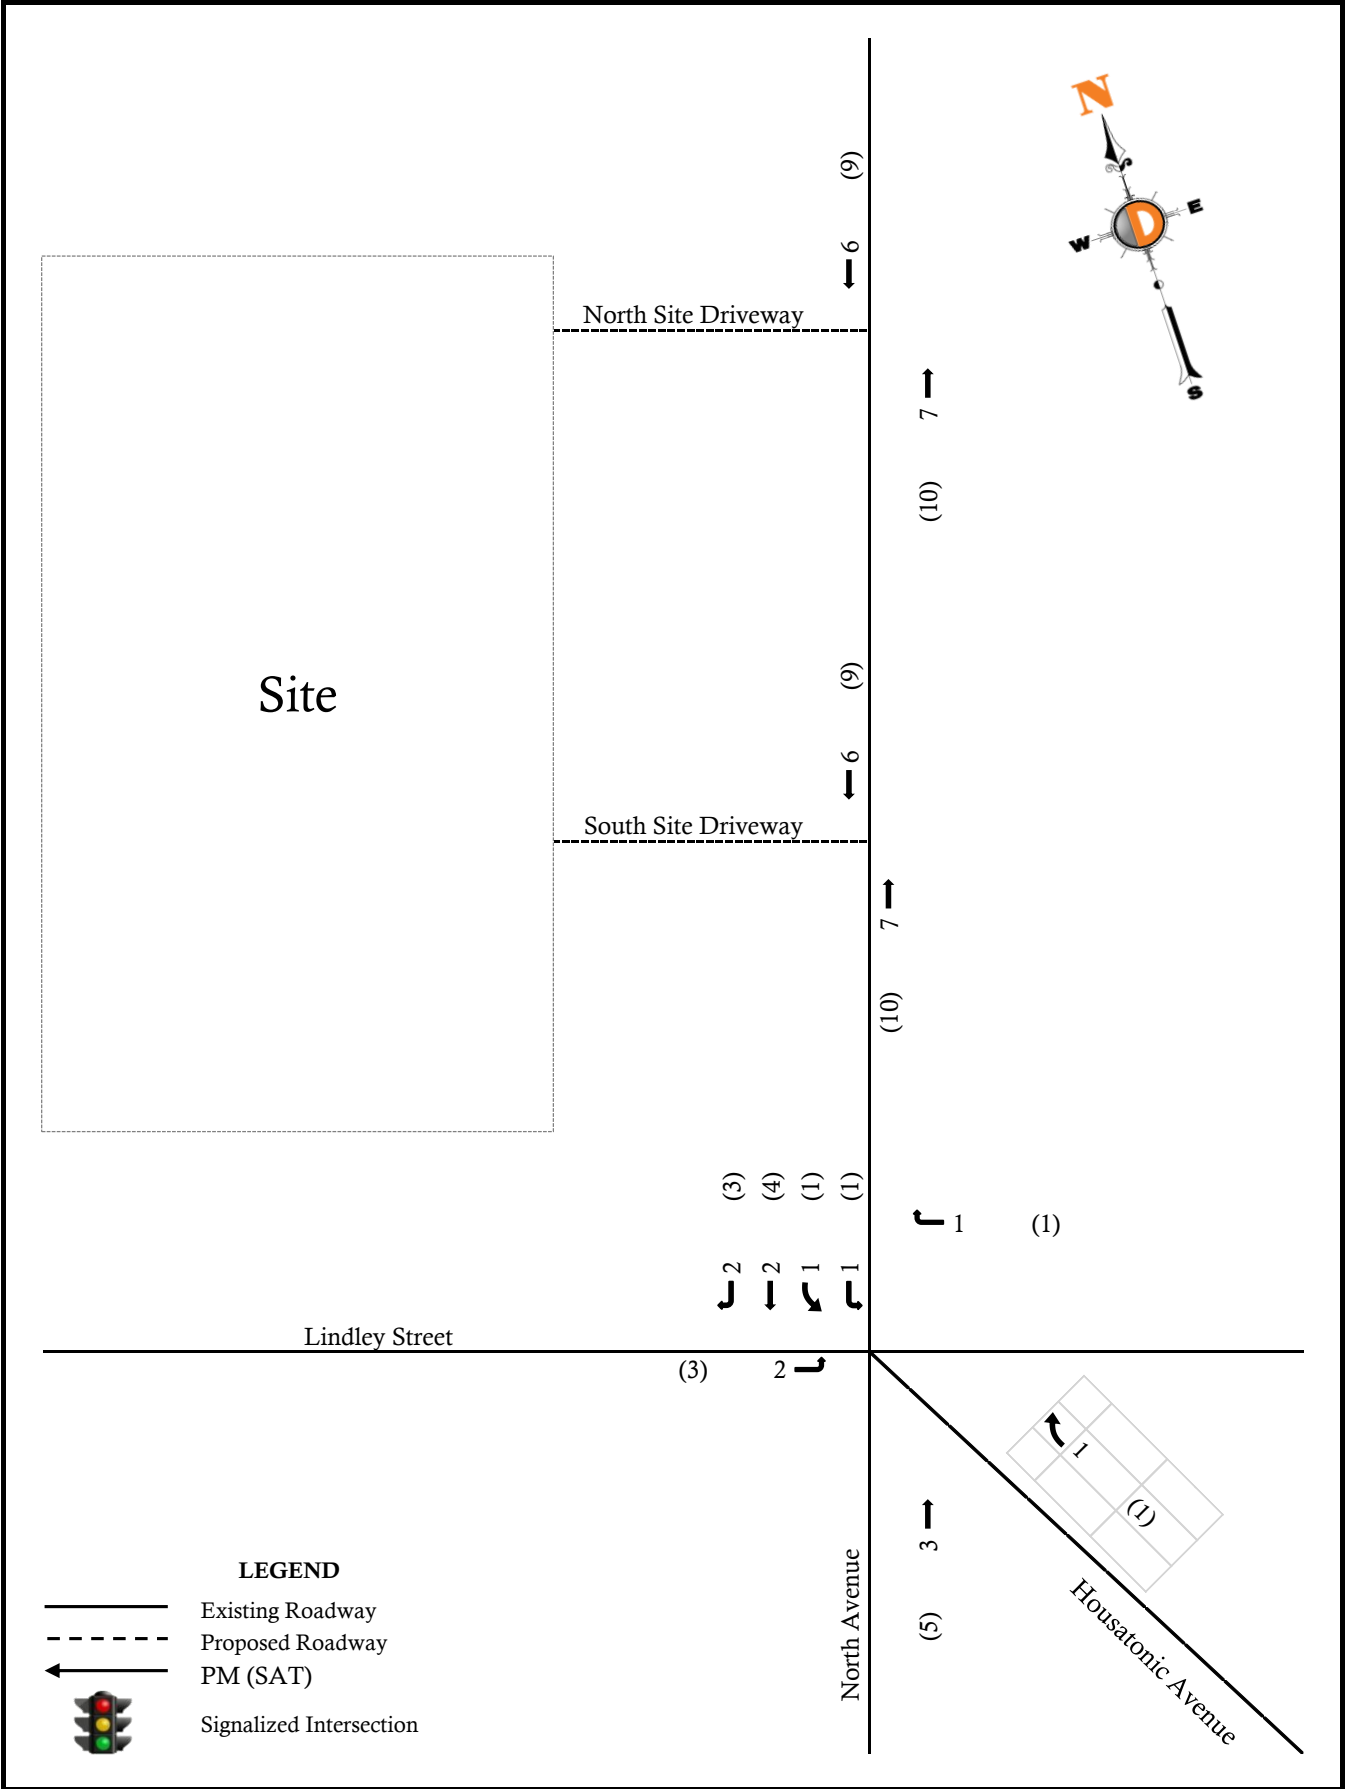 N
(9)
E
W
D
6
North Site Driveway
S
7
(10)
Site
(9)
6
South Site Driveway
7
(10)
(3) (4) (1) (1)
1 (1)
2 2 1 1
Lindley Street
(3) 2
1
(1)
3
(5)
North Avenue
Housatonic Avenue
LEGEND
Existing Roadway
Proposed Roadway
PM (SAT)
Signalized Intersection